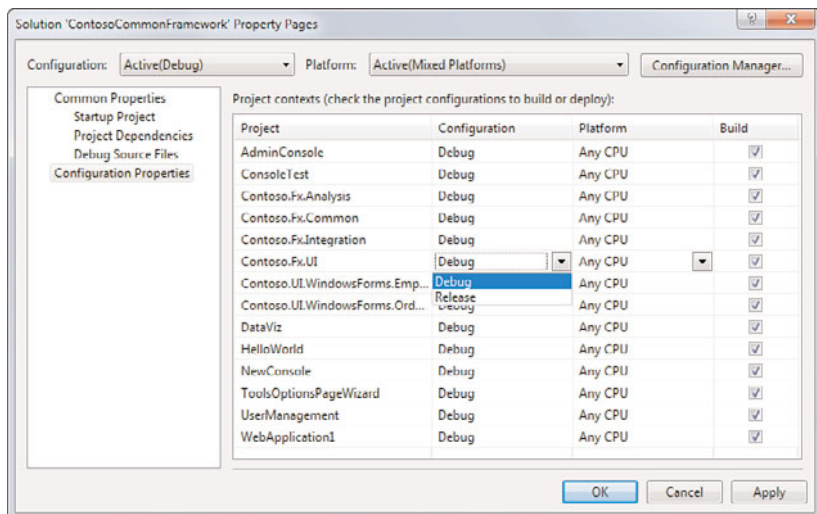 Solution 'ContosoCommonFramework' Property Pages
Configuration: Active(Debug) Platform: Active(Mixed Platforms) Configuration Manager...
Common Properties
Startup Project
Project Dependencies
Debug Source Files
Configuration Properties
Project contexts (check the project configurations to build or deploy):
Project Configuration Platform Build
AdminConsole Debug Any CPU
ConsoleTest Debug Any CPU
Contoso.Fx.Analysis Debug Any CPU
Contoso.Fx.Common Debug Any CPU
Contoso.Fx.Integration Debug Any CPU
Contoso.Fx.UI Debug Any CPU
Contoso.UI.WindowsForms.Emp... Debug Any CPU
Contoso.UI.WindowsForms.Ord... Release Debug Any CPU
DataViz Debug Any CPU
HelloWorld Debug Any CPU
NewConsole Debug Any CPU
ToolsOptionsPageWizard Debug Any CPU
UserManagement Debug Any CPU
WebApplication1 Debug Any CPU
OK Cancel Apply